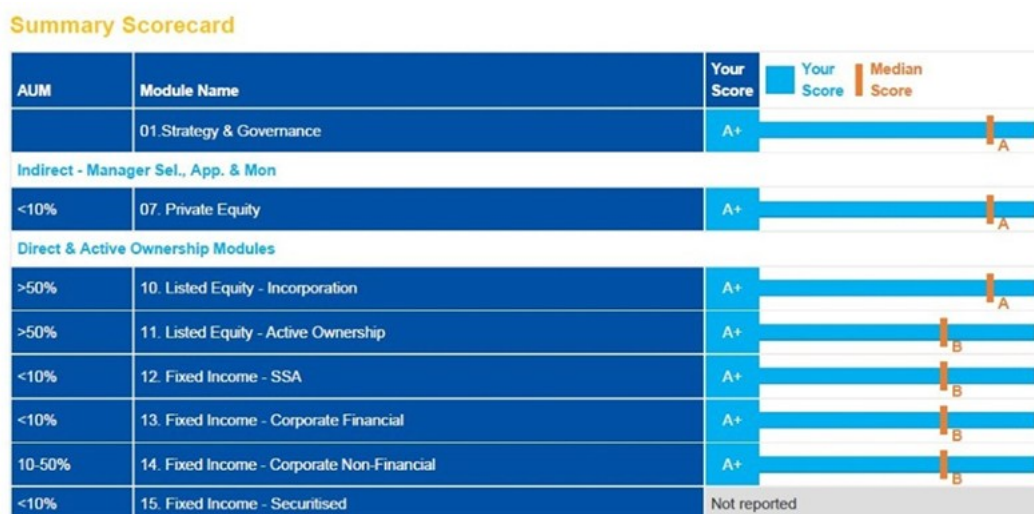 Summary Scorecard
AUM Module Name Your Score Your Score Median Score
01.Strategy & Governance A+ A
Indirect - Manager Sel., App. & Mon
<10% 07. Private Equity A+ A
Direct & Active Ownership Modules
>50% 10. Listed Equity - Incorporation A+ A
>50% 11. Listed Equity - Active Ownership A+ B
<10% 12. Fixed Income - SSA A+ B
<10% 13. Fixed Income - Corporate Financial A+ B
10-50% 14. Fixed Income - Corporate Non-Financial A+ B
<10% 15. Fixed Income - Securitised Not reported